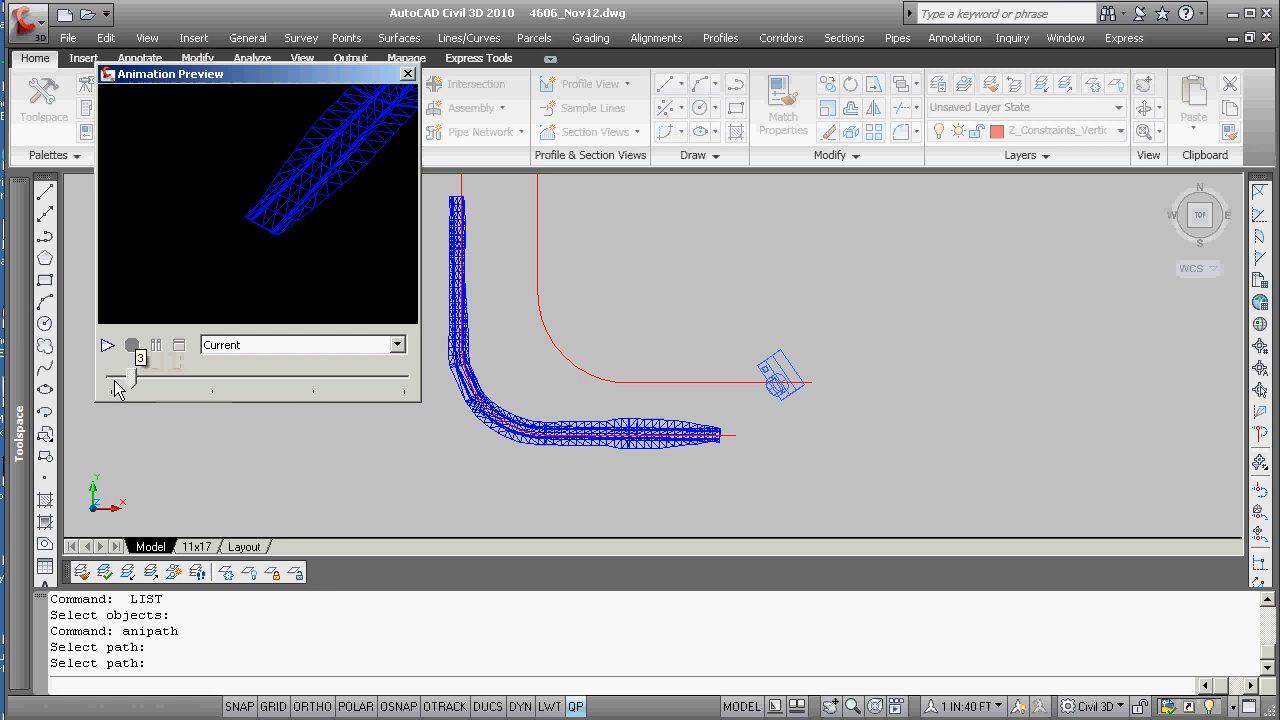 AutoCAD Civil 3D 2010 4606_Nov12.dwg
Type a keyword or phrase
3D
File Edit View Insert General Survey Points Surfaces Lines/Curves Parcels Grading Alignments Profiles Corridors Sections Pipes Annotation Inquiry Window Express
Home Insert Annotate Modify Analyze View Output Manage Express Tools
Animation Preview
Toolspace
Intersection
Assembly
Pipe Network
Profile View
Sample Lines
Section Views
Match Properties
Unsaved Layer State
Z_Constraints_Vertic
Paste
Palettes
Profile & Section Views
Draw
Modify
Layers
View
Clipboard
N
W TOP E
S
WCS
Current
3
Toolspace
Y
X
Z
Model 11x17 Layout
Command: LIST
Select objects:
Command: anipath
Select path:
Select path:
SNAP GRID ORTHO POLAR OSNAP OTRACK DUCS DYN LWT QP
MODEL
1 IN:40 FT
Civil 3D